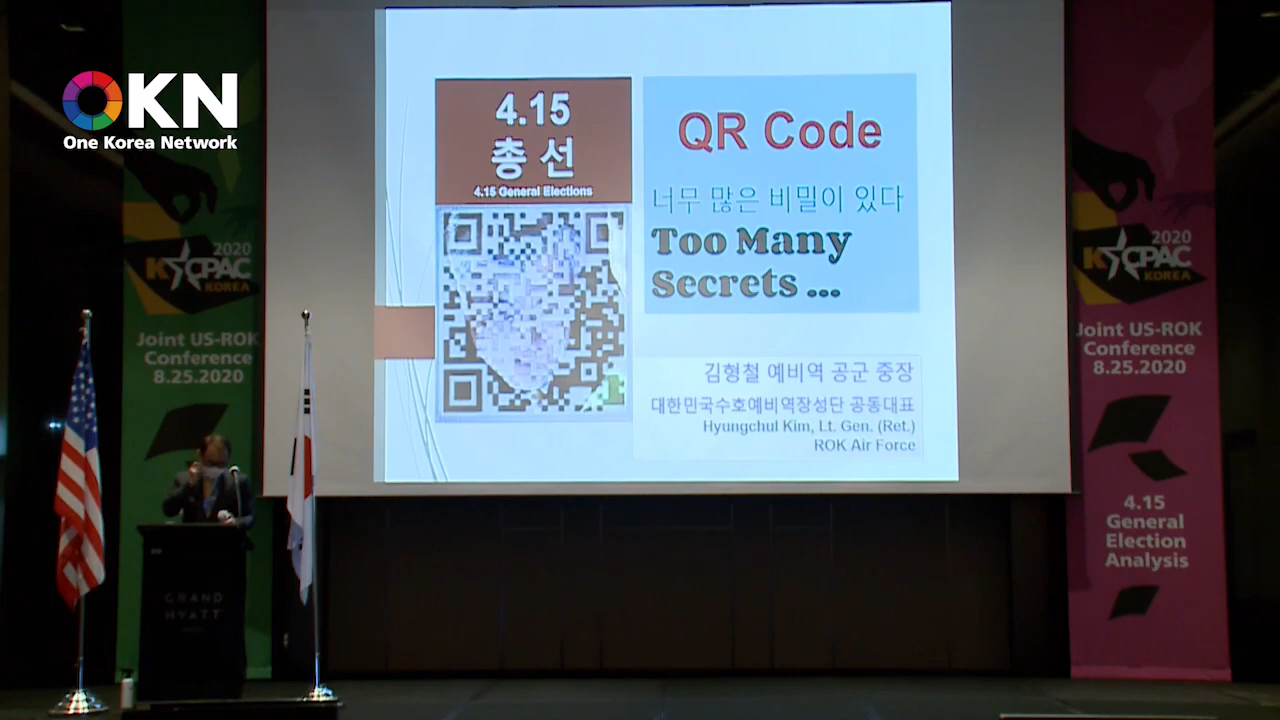 OKN
One Korea Network
4.15
총 선
4.15 General Elections
QR Code
너무 많은 비밀이 있다
Too Many
Secrets ...
김형철 예비역 공군 중장
대한민국수호예비역장성단 공동대표
Hyungchul Kim, Lt. Gen. (Ret.)
ROK Air Force
2020
KCPAC
KOREA
Joint US-ROK
Conference
8.25.2020
GRAND
HYATT
2020
KCPAC
KOREA
Joint US-ROK
Conference
8.25.2020
4.15
General
Election
Analysis